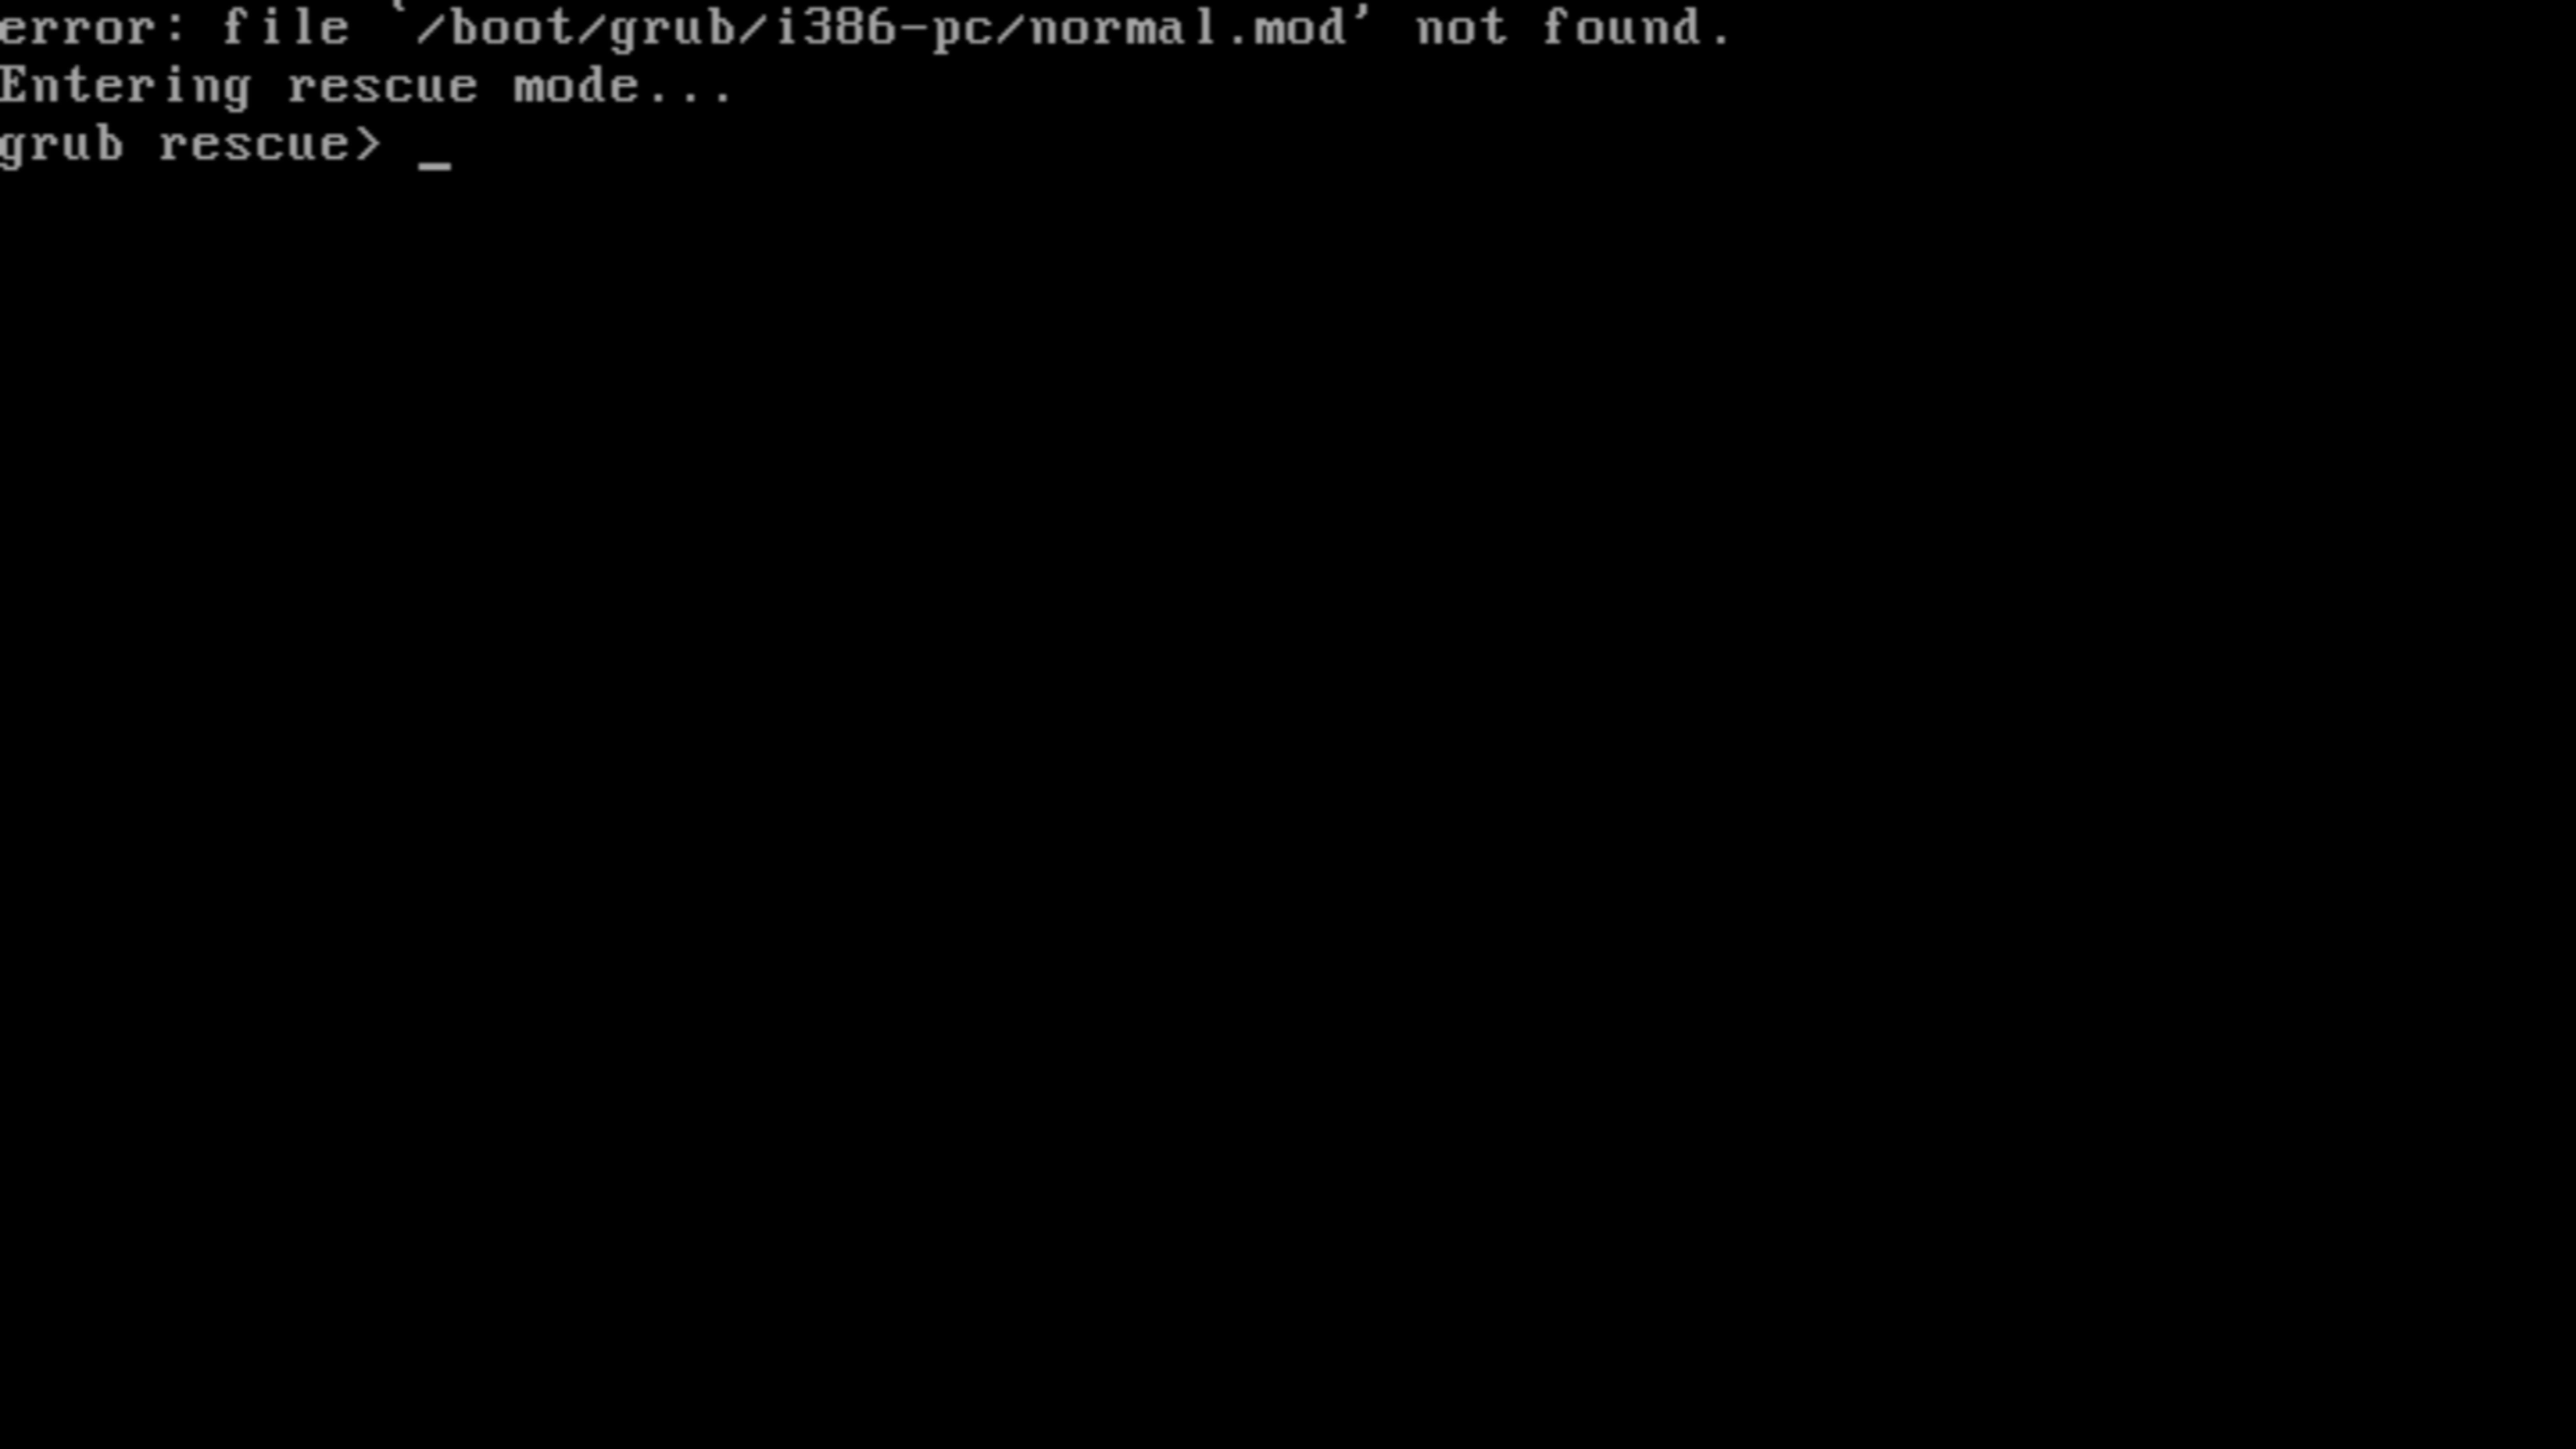 error: file `/boot/grub/i386-pc/normal.mod' not found.
Entering rescue mode...
grub rescue> _